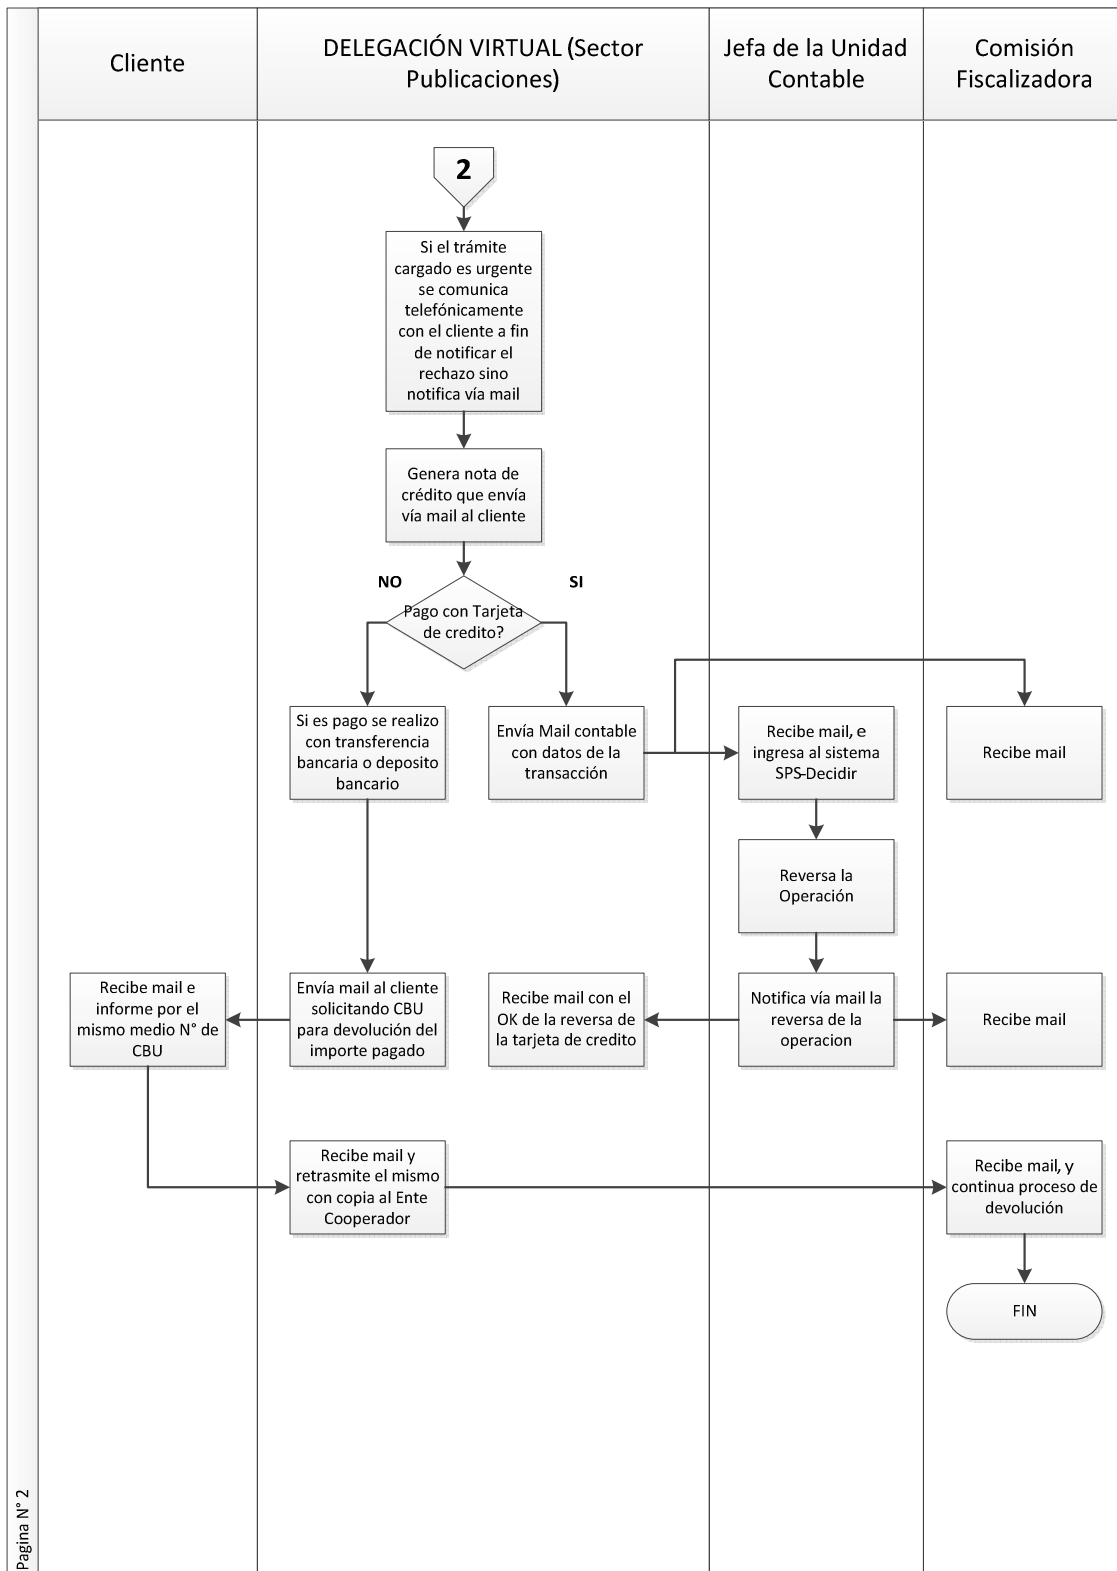 Cliente
DELEGACIÓN VIRTUAL (Sector
Publicaciones)
Jefa de la Unidad
Contable
Comisión
Fiscalizadora
2
Si el trámite
cargado es urgente
se comunica
telefónicamente
con el cliente a fin
de notificar el
rechazo sino
notifica vía mail
Genera nota de
crédito que envía
vía mail al cliente
NO
SI
Pago con Tarjeta
de credito?
Si es pago se realizo
con transferencia
bancaria o deposito
bancario
Envía Mail contable
con datos de la
transacción
Recibe mail, e
ingresa al sistema
SPS-Decidir
Recibe mail
Reversa la
Operación
Recibe mail e
informe por el
mismo medio N° de
CBU
Envía mail al cliente
solicitando CBU
para devolución del
importe pagado
Recibe mail con el
OK de la reversa de
la tarjeta de credito
Notifica vía mail la
reversa de la
operacion
Recibe mail
Recibe mail y
retrasmite el mismo
con copia al Ente
Cooperador
Recibe mail, y
continua proceso de
devolución
FIN
Pagina N° 2